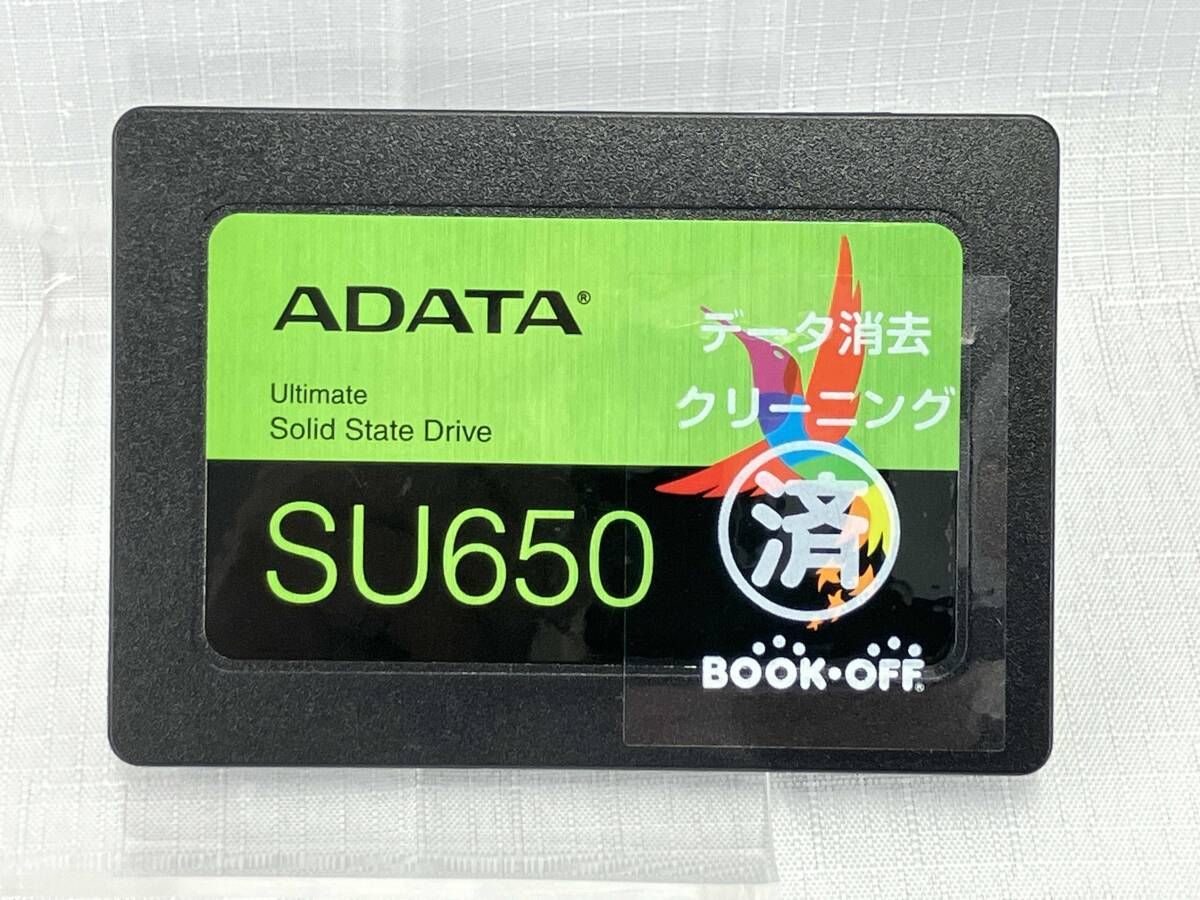 ADATA®
Ultimate
Solid State Drive
SU650
データ消去
クリーニング
済
BOOK・OFF®